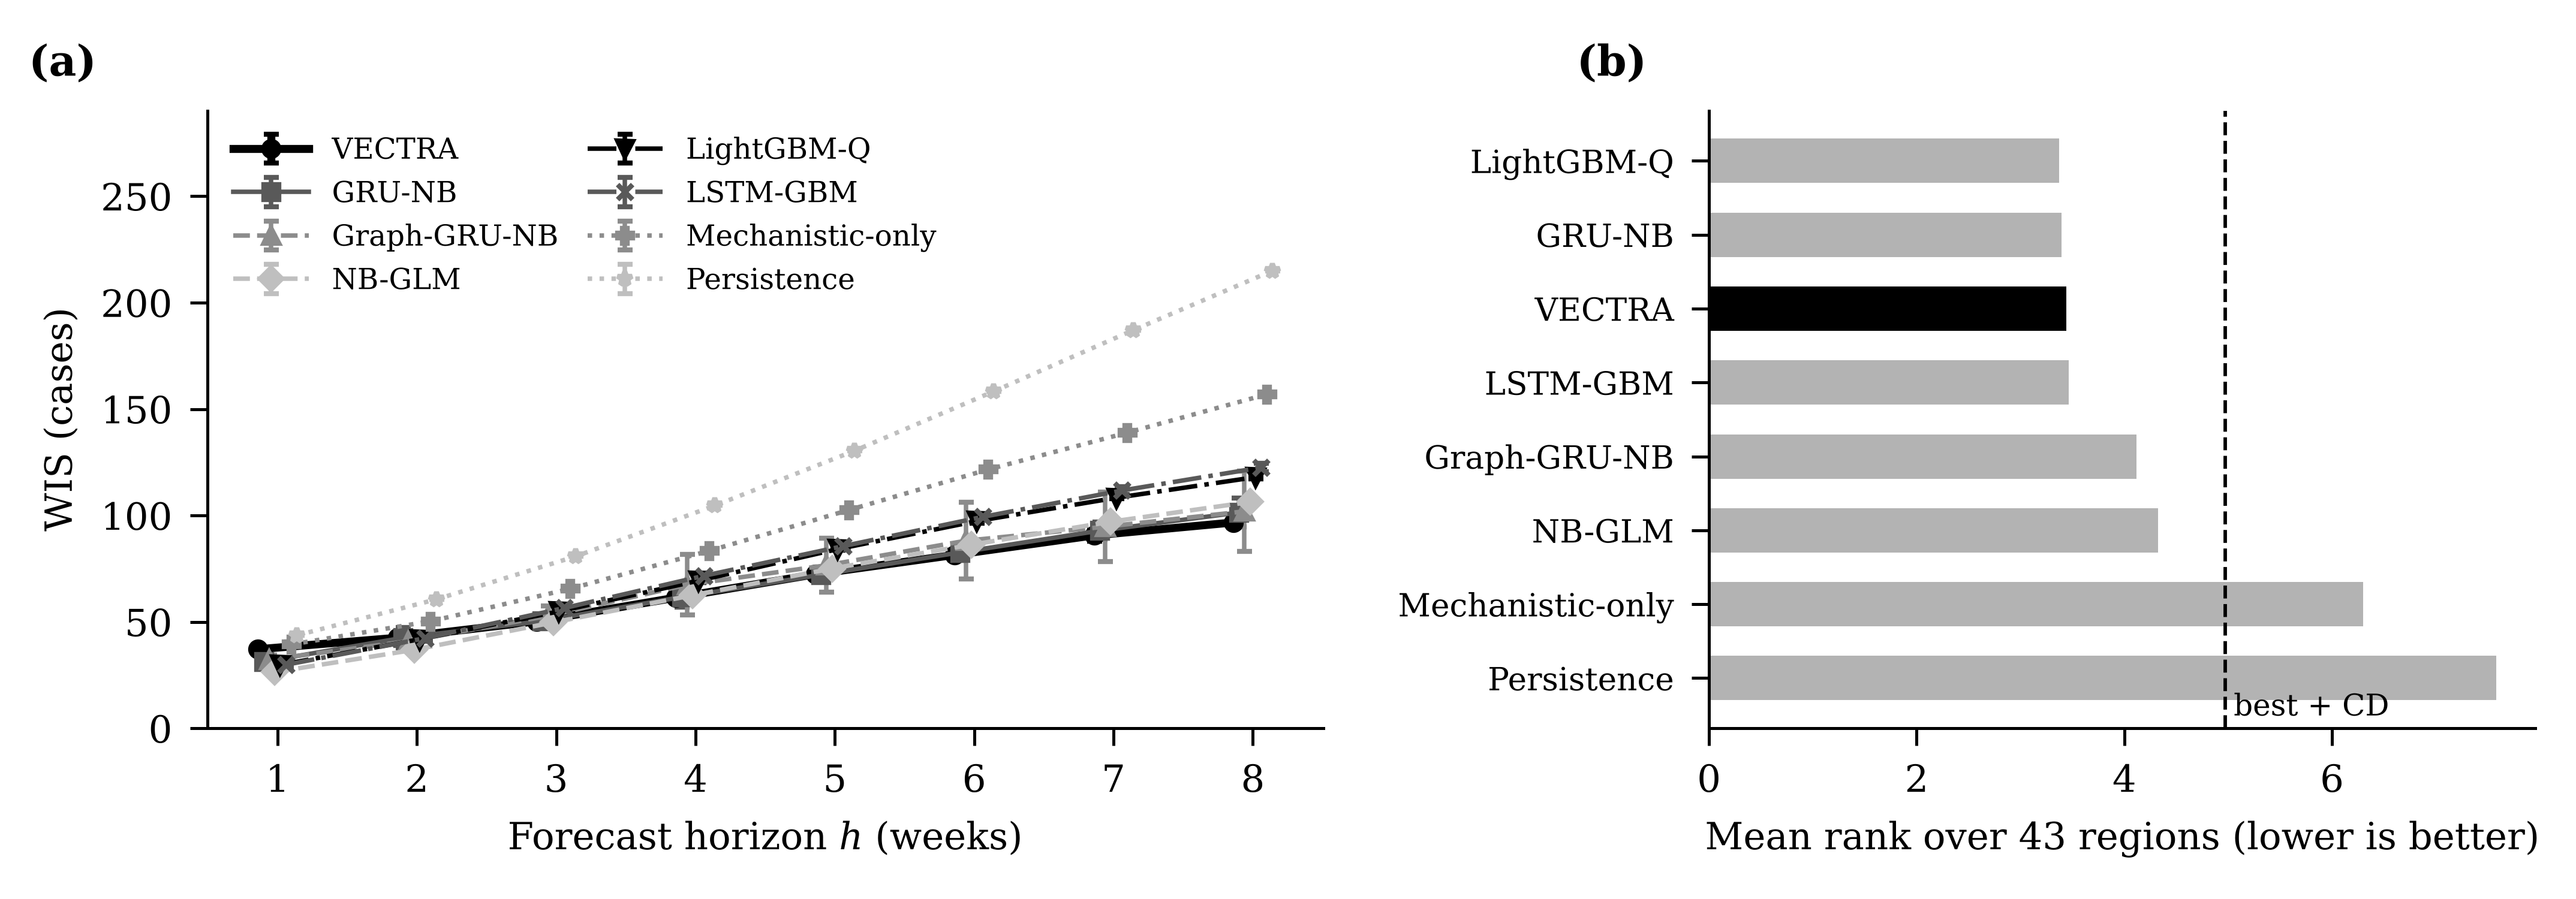 (a)
VECTRA
GRU-NB
Graph-GRU-NB
NB-GLM
LightGBM-Q
LSTM-GBM
Mechanistic-only
Persistence
WIS (cases)
250
200
150
100
50
0
1 2 3 4 5 6 7 8
Forecast horizon h (weeks)
(b)
LightGBM-Q
GRU-NB
VECTRA
LSTM-GBM
Graph-GRU-NB
NB-GLM
Mechanistic-only
Persistence
best + CD
0 2 4 6
Mean rank over 43 regions (lower is better)